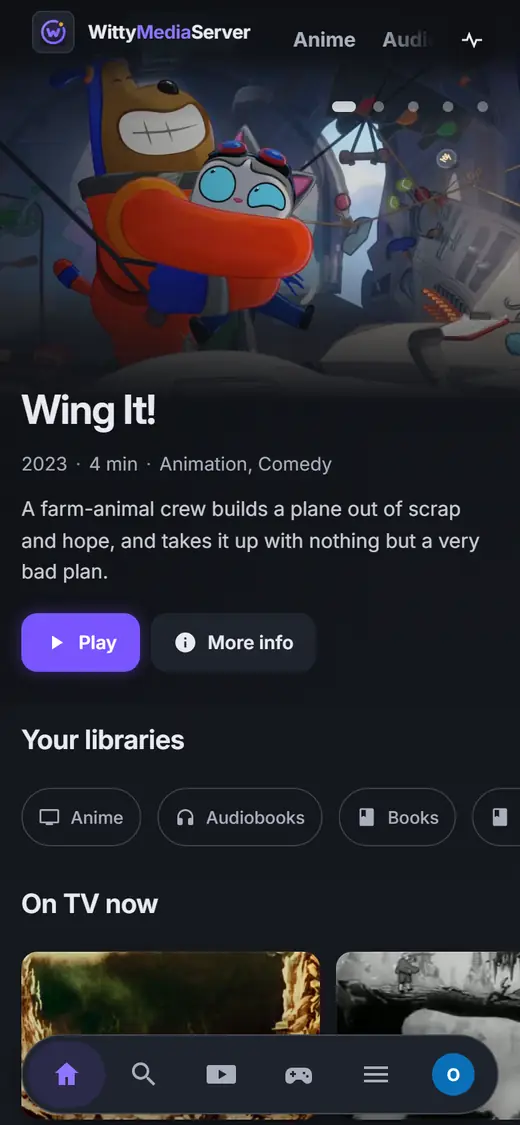 WittyMediaServer
Anime
Wing It!
2023 · 4 min · Animation, Comedy
A farm-animal crew builds a plane out of scrap
and hope, and takes it up with nothing but a very
bad plan.
Play
More info
Your libraries
Anime
Audiobooks
Books
On TV now
O